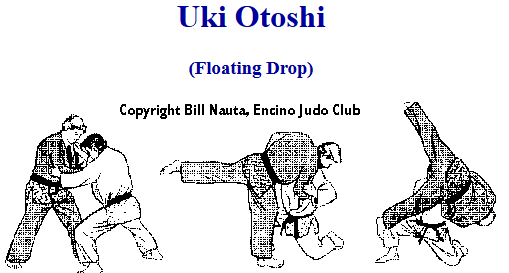 Uki Otoshi
(Floating Drop)
Copyright Bill Nauta, Encino Judo Club